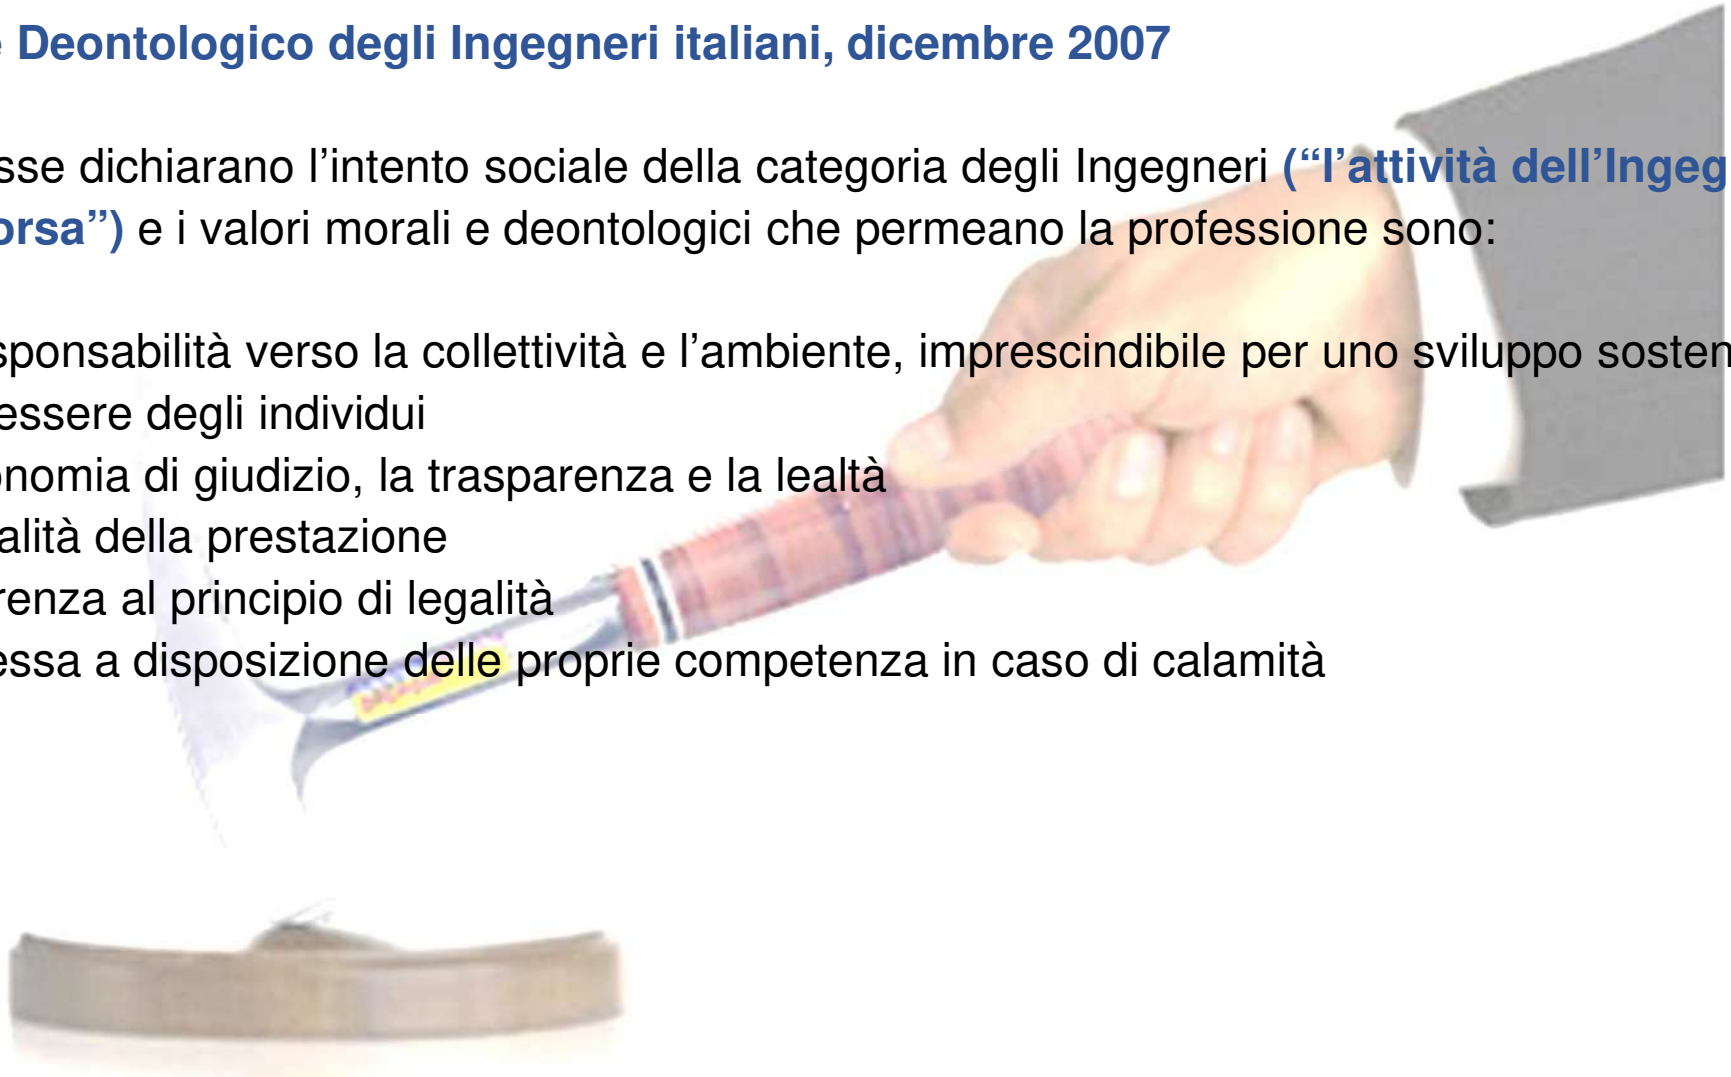 e Deontologico degli Ingegneri italiani, dicembre 2007
sse dichiarano l’intento sociale della categoria degli Ingegneri (“l’attività dell’Ingeg
orsa”) e i valori morali e deontologici che permeano la professione sono:
sponsabilità verso la collettività e l’ambiente, imprescindibile per uno sviluppo sosten
essere degli individui
onomia di giudizio, la trasparenza e la lealtà
alità della prestazione
renza al principio di legalità
essa a disposizione delle proprie competenza in caso di calamità